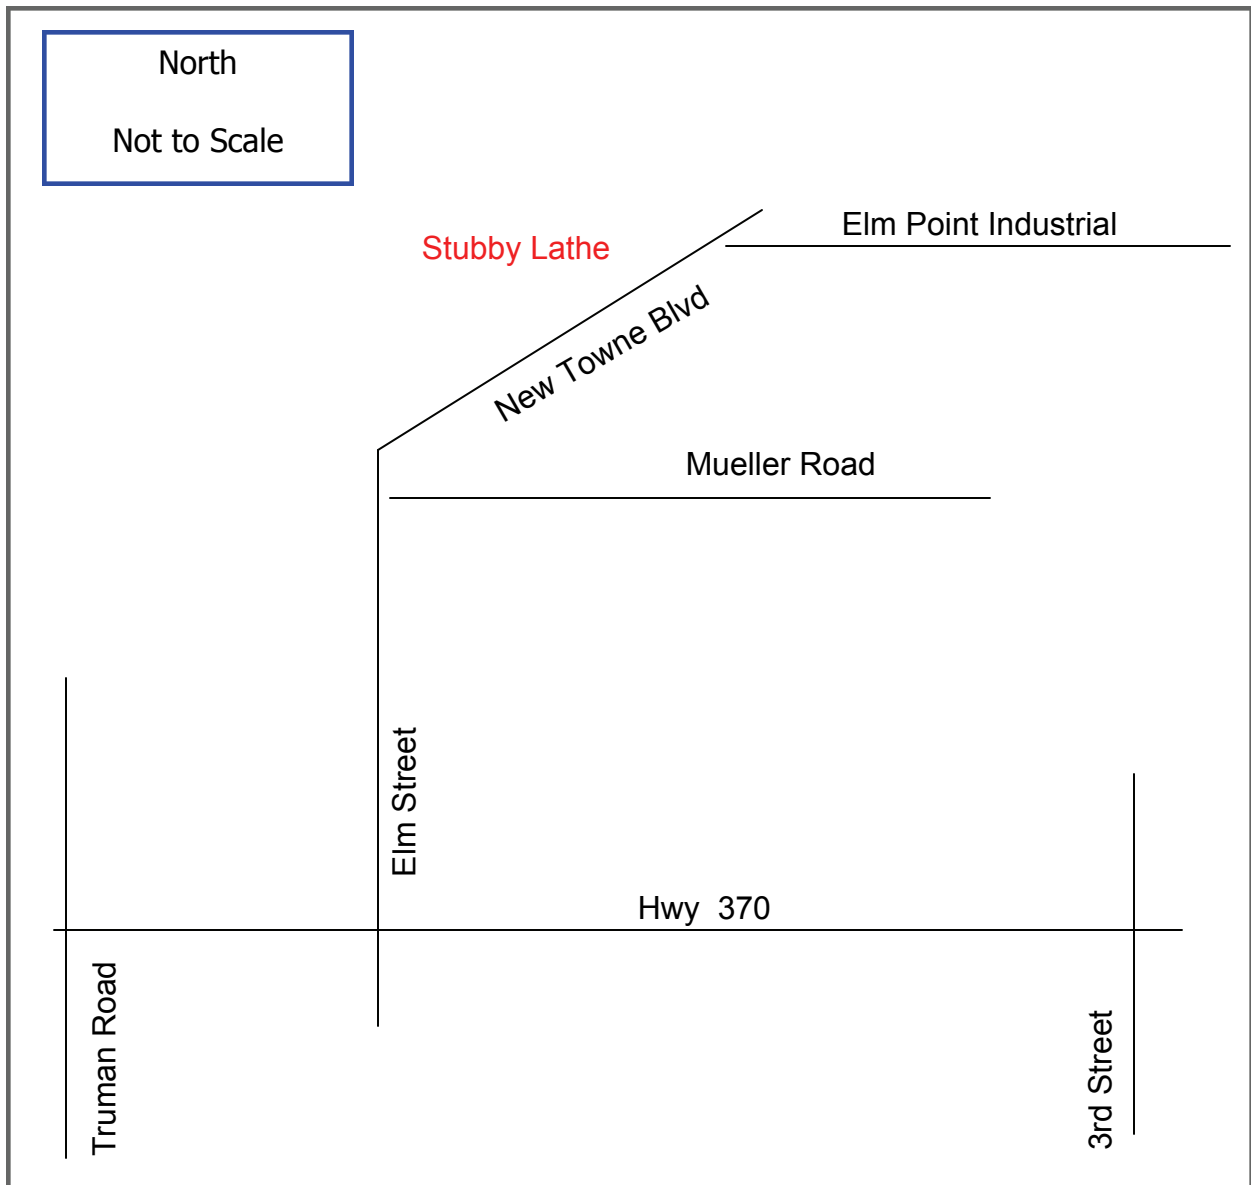 North
Not to Scale
Elm Point Industrial
Stubby Lathe
New Towne Blvd
Mueller Road
Elm Street
Hwy  370
Truman Road
3rd Street